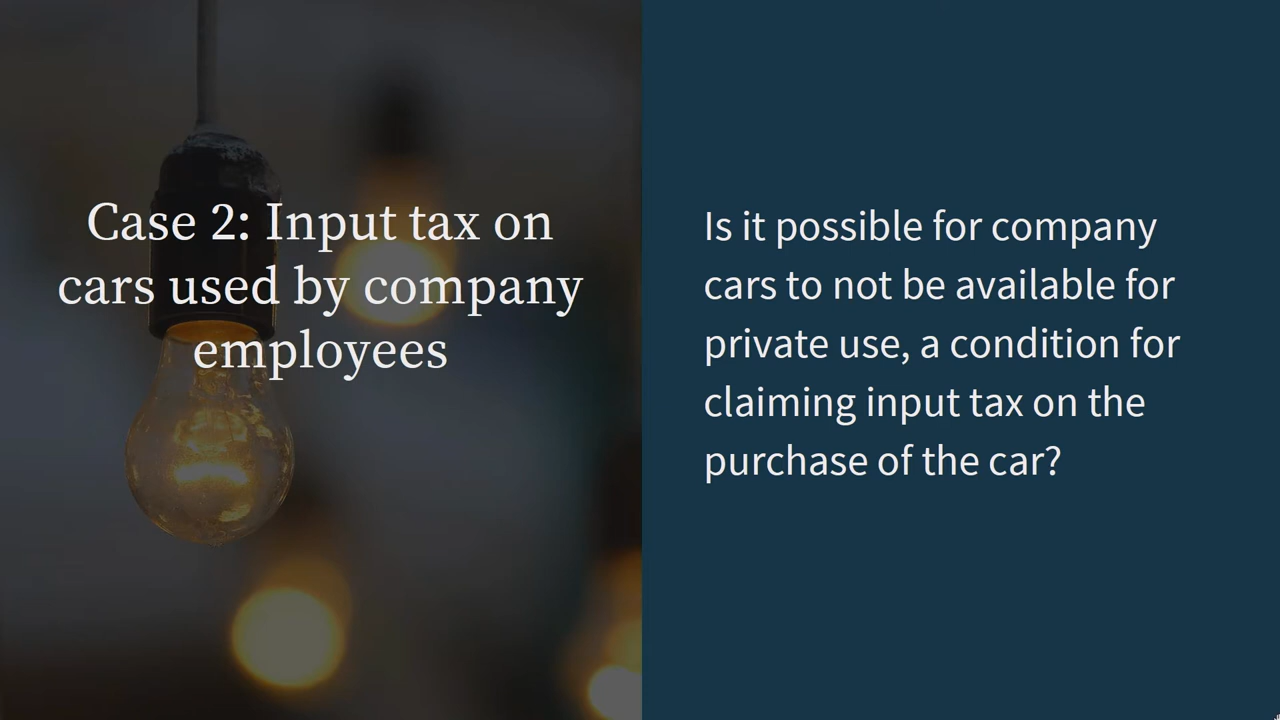 Case 2: Input tax on
cars used by company
employees
Is it possible for company
cars to not be available for
private use, a condition for
claiming input tax on the
purchase of the car?